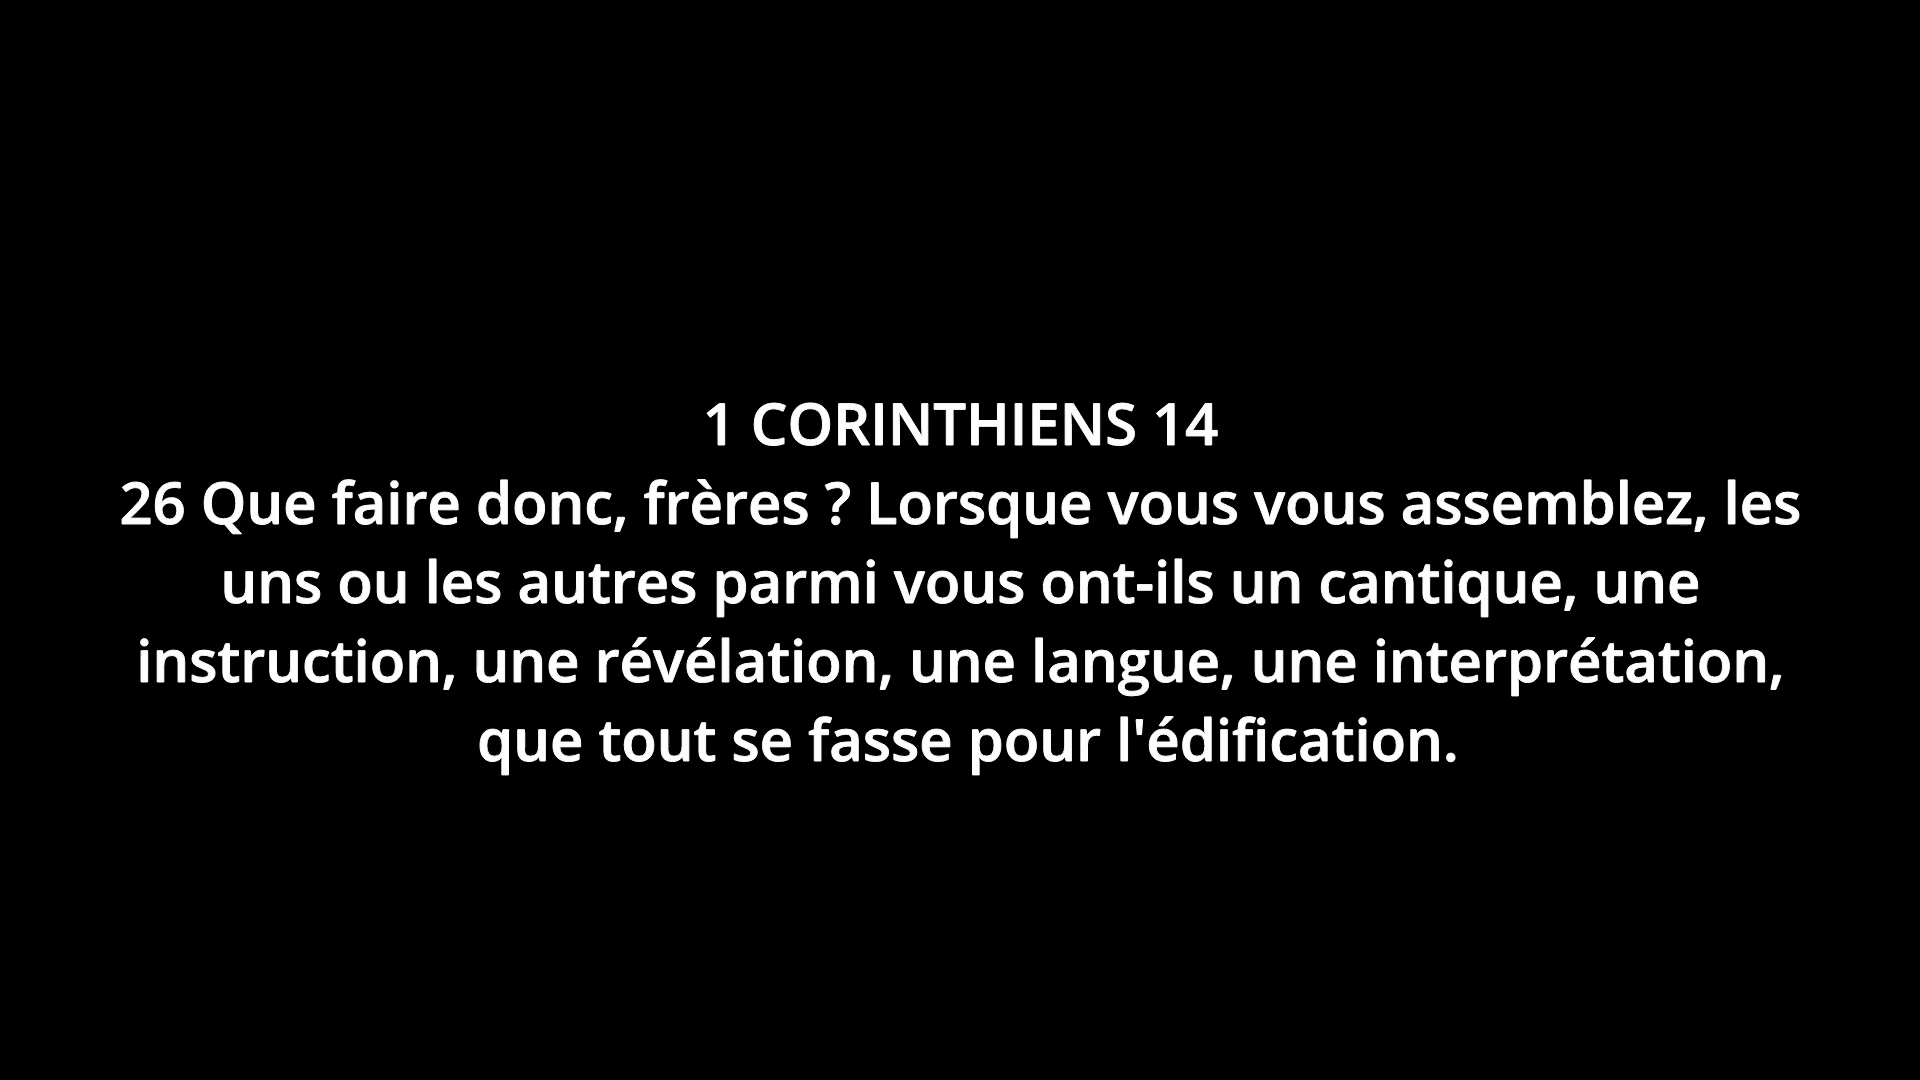 1 CORINTHIENS 14
26 Que faire donc, frères ? Lorsque vous vous assemblez, les
uns ou les autres parmi vous ont-ils un cantique, une
instruction, une révélation, une langue, une interprétation,
que tout se fasse pour l'édification.